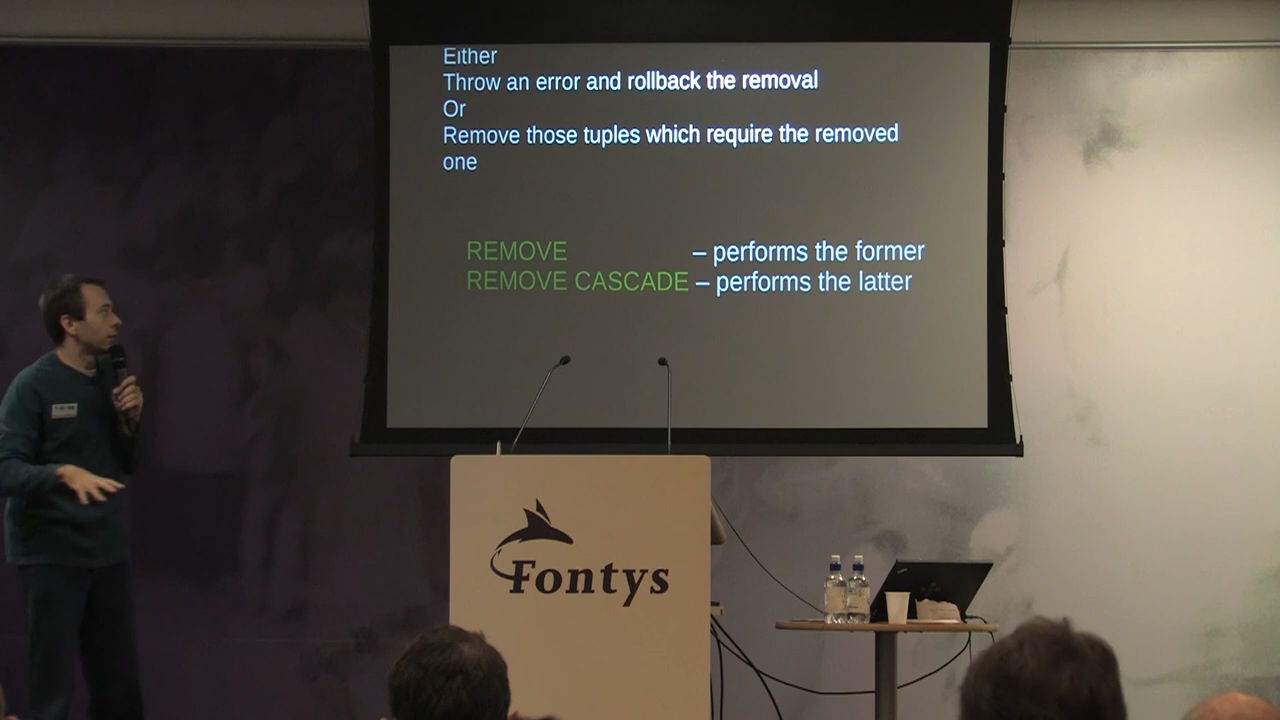 Either
Throw an error and rollback the removal
Or
Remove those tuples which require the removed
one
REMOVE – performs the former
REMOVE CASCADE – performs the latter
Fontys